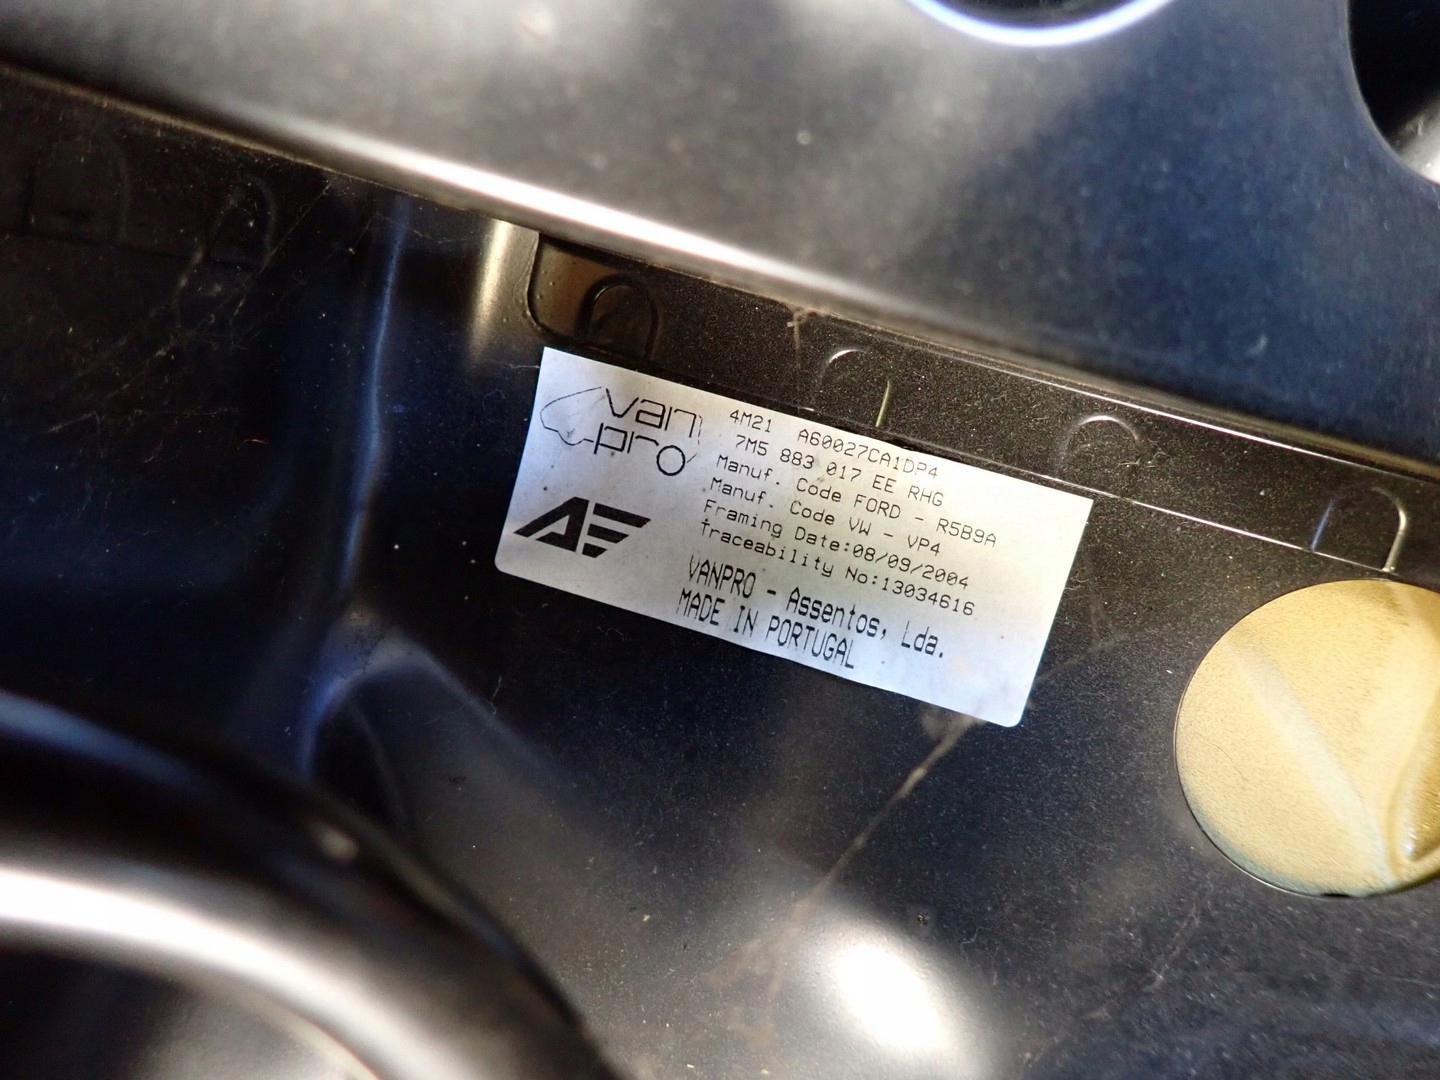 van
pro
AE
4M21 A60027CA1DP4
7M5 883 017 EE RHG
Manuf. Code FORD - R5B9A
Manuf. Code VW - VP4
Framing Date:08/09/2004
Traceability No:13034616
VANPRO - Assentos, Lda.
MADE IN PORTUGAL